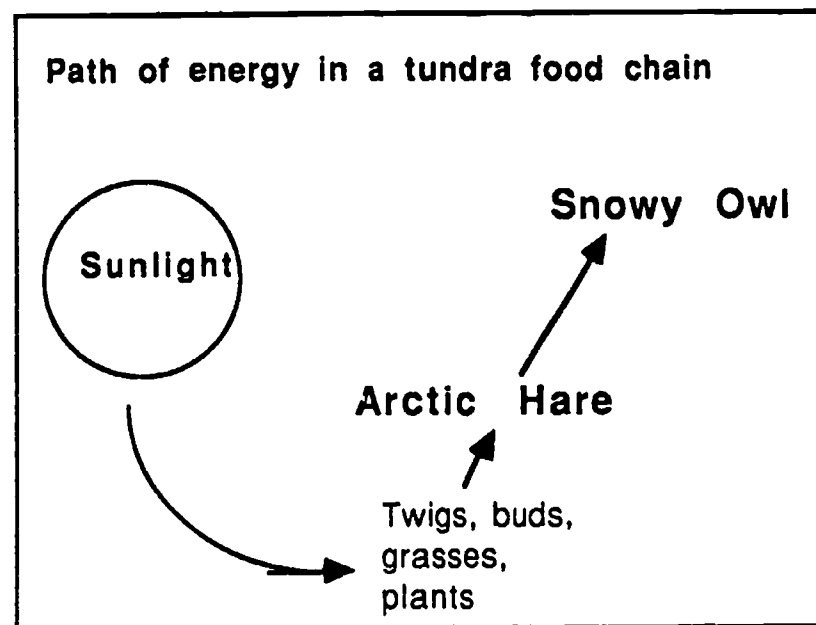 Path of energy in a tundra food chain
Snowy Owl
Sunlight
Arctic Hare
Twigs, buds,
grasses,
plants